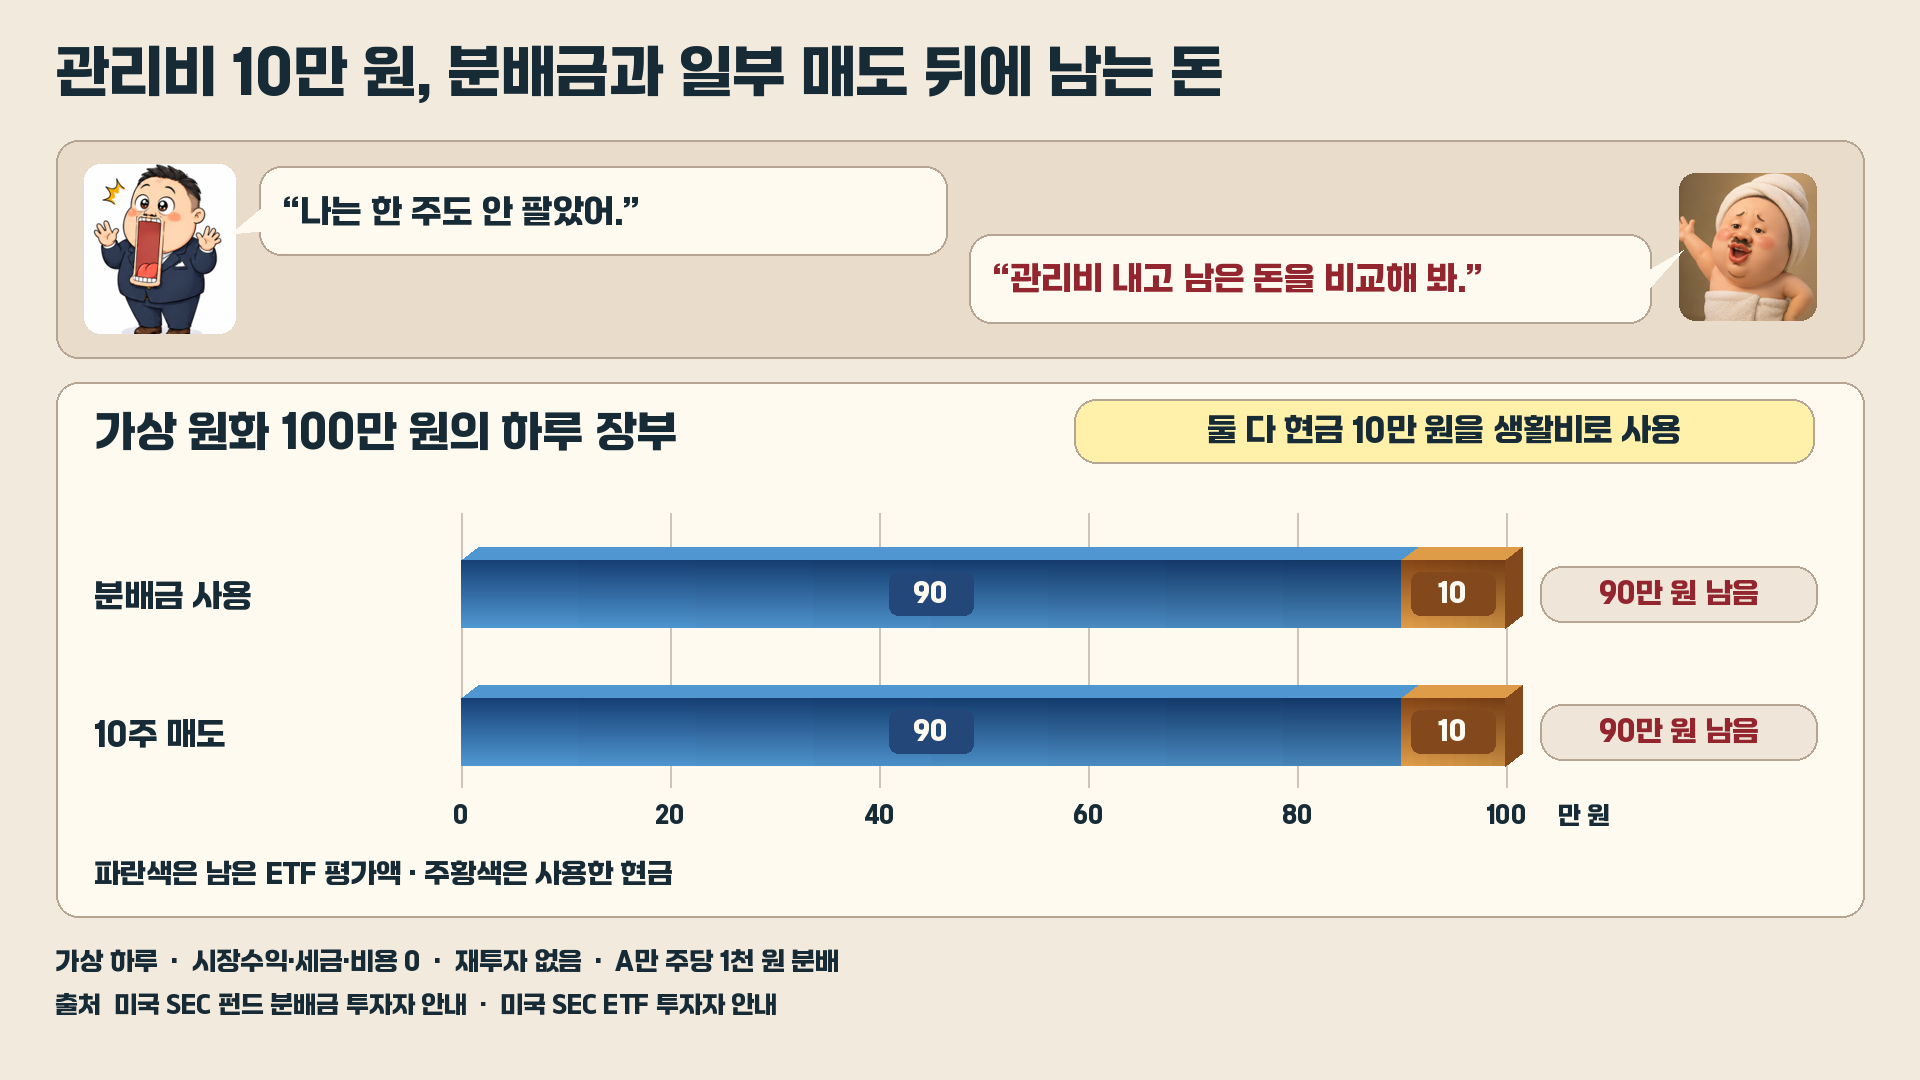 관리비 10만 원, 분배금과 일부 매도 뒤에 남는 돈
“나는 한 주도 안 팔았어.”
“관리비 내고 남은 돈을 비교해 봐.”
가상 원화 100만 원의 하루 장부
둘 다 현금 10만 원을 생활비로 사용
분배금 사용
90
10
90만 원 남음
10주 매도
90
10
90만 원 남음
0 20 40 60 80 100 만 원
파란색은 남은 ETF 평가액 · 주황색은 사용한 현금
가상 하루 · 시장수익·세금·비용 0 · 재투자 없음 · A만 주당 1천 원 분배
출처 미국 SEC 펀드 분배금 투자자 안내 · 미국 SEC ETF 투자자 안내